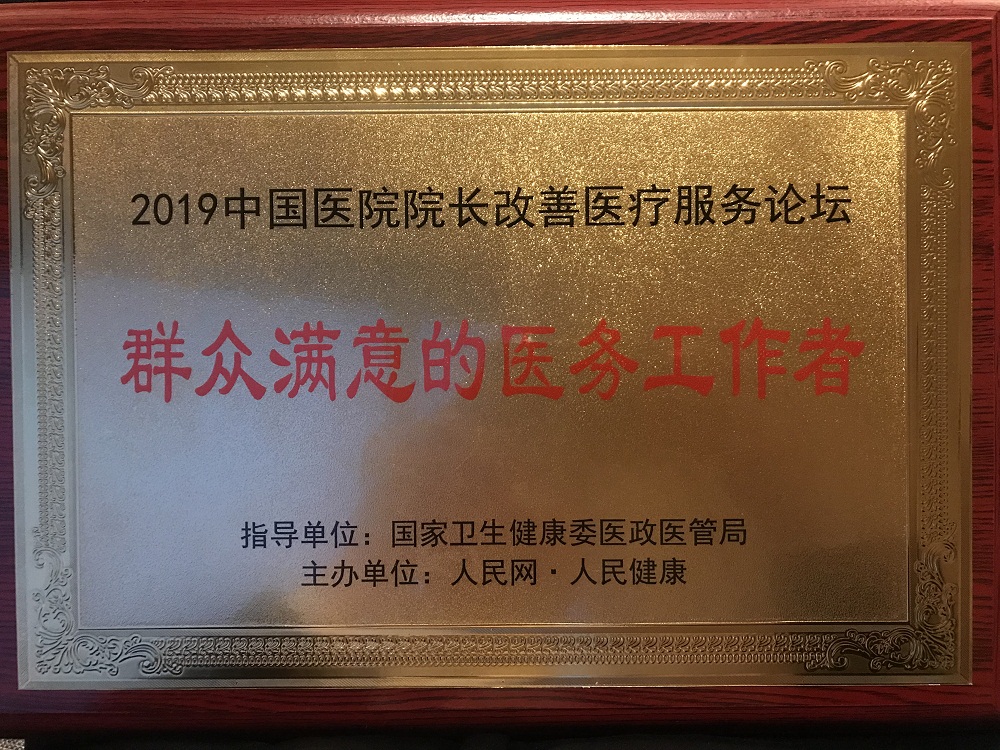 2019中国医院院长改善医疗服务论坛
群众满意的医务工作者
指导单位：国家卫生健康委医政医管局
主办单位：人民网·人民健康